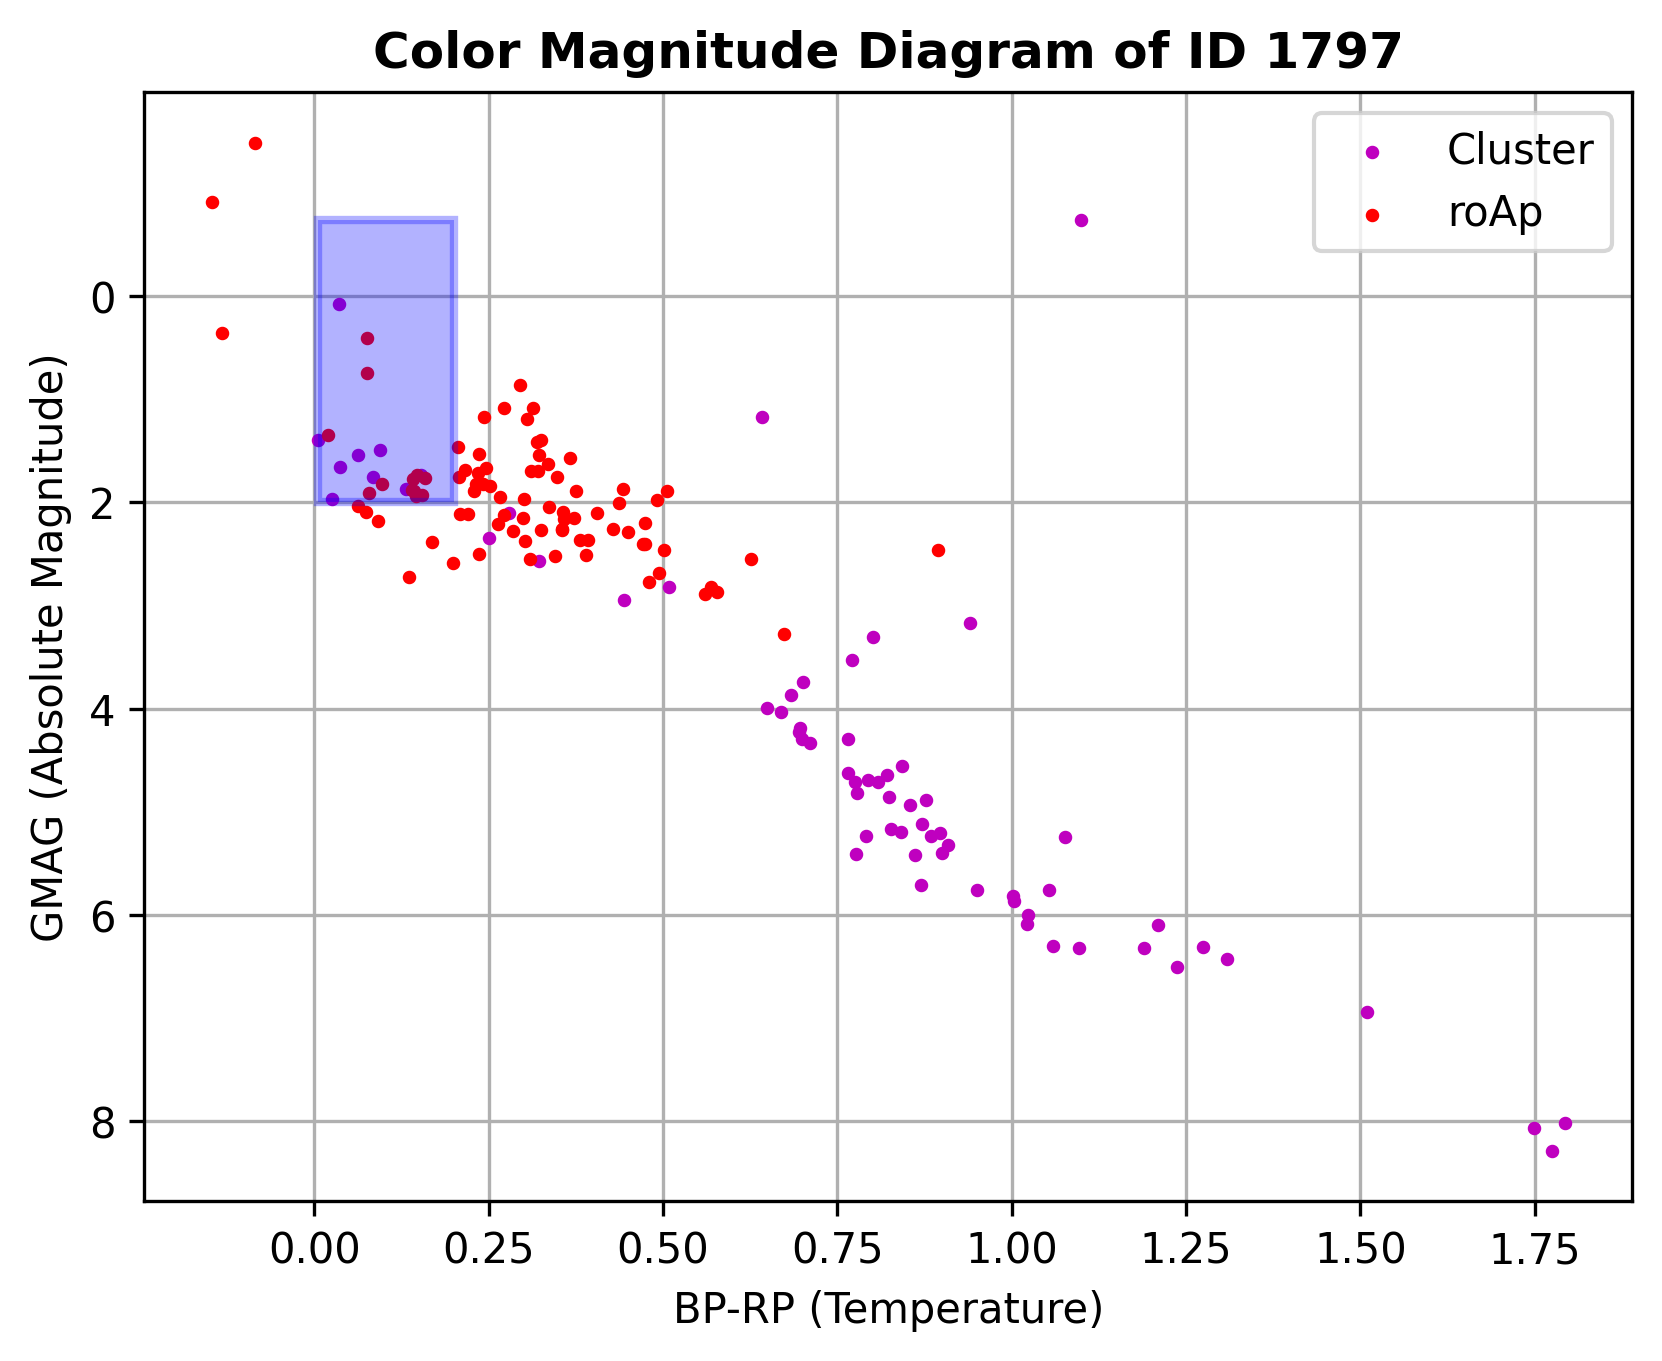 Color Magnitude Diagram of ID 1797
Cluster
roAp
GMAG (Absolute Magnitude)
0
2
4
6
8
0.00 0.25 0.50 0.75 1.00 1.25 1.50 1.75
BP-RP (Temperature)